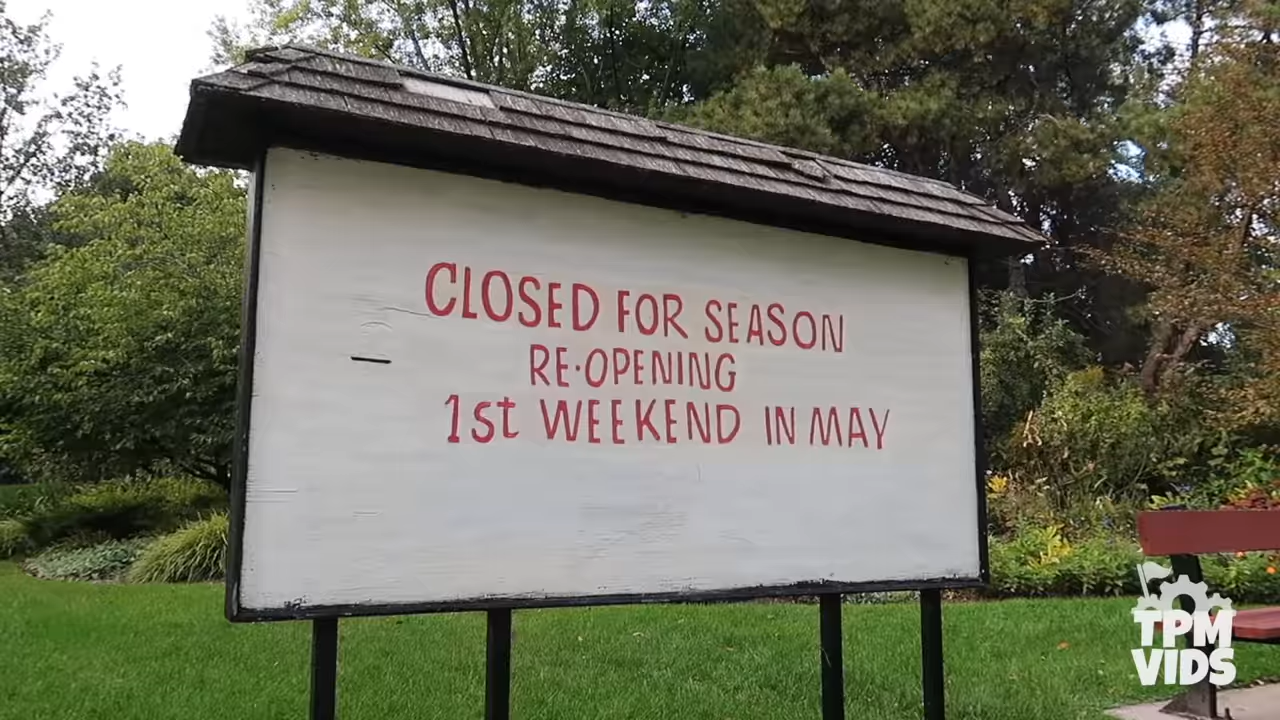 CLOSED FOR SEASON
RE-OPENING
1st WEEKEND IN MAY
TPM
VIDS